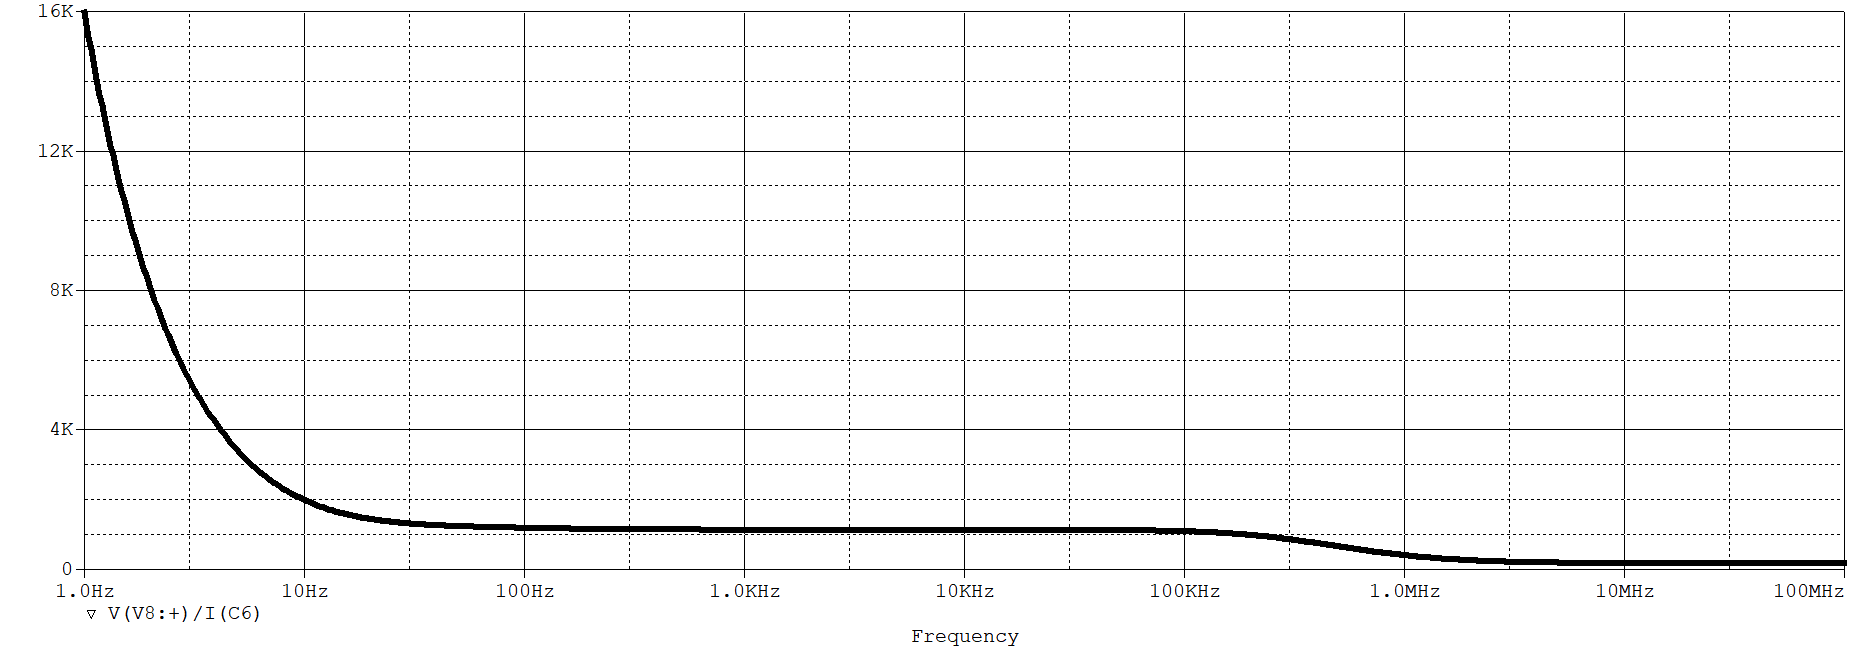 16K
12K
8K
4K
0
1.0Hz 10Hz 100Hz 1.0KHz 10KHz 100KHz 1.0MHz 10MHz 100MHz
▽ V(V8:+)/I(C6)
Frequency